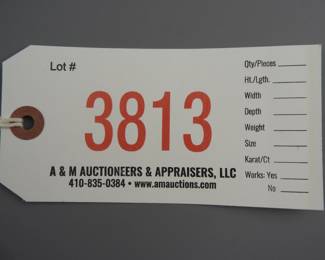 Lot #
3813
A & M AUCTIONEERS & APPRAISERS, LLC
410-835-0384 • www.amauctions.com
Qty/Pieces
Ht./Lgth.
Width
Depth
Weight
Size
Karat/Ct
Works: Yes
No